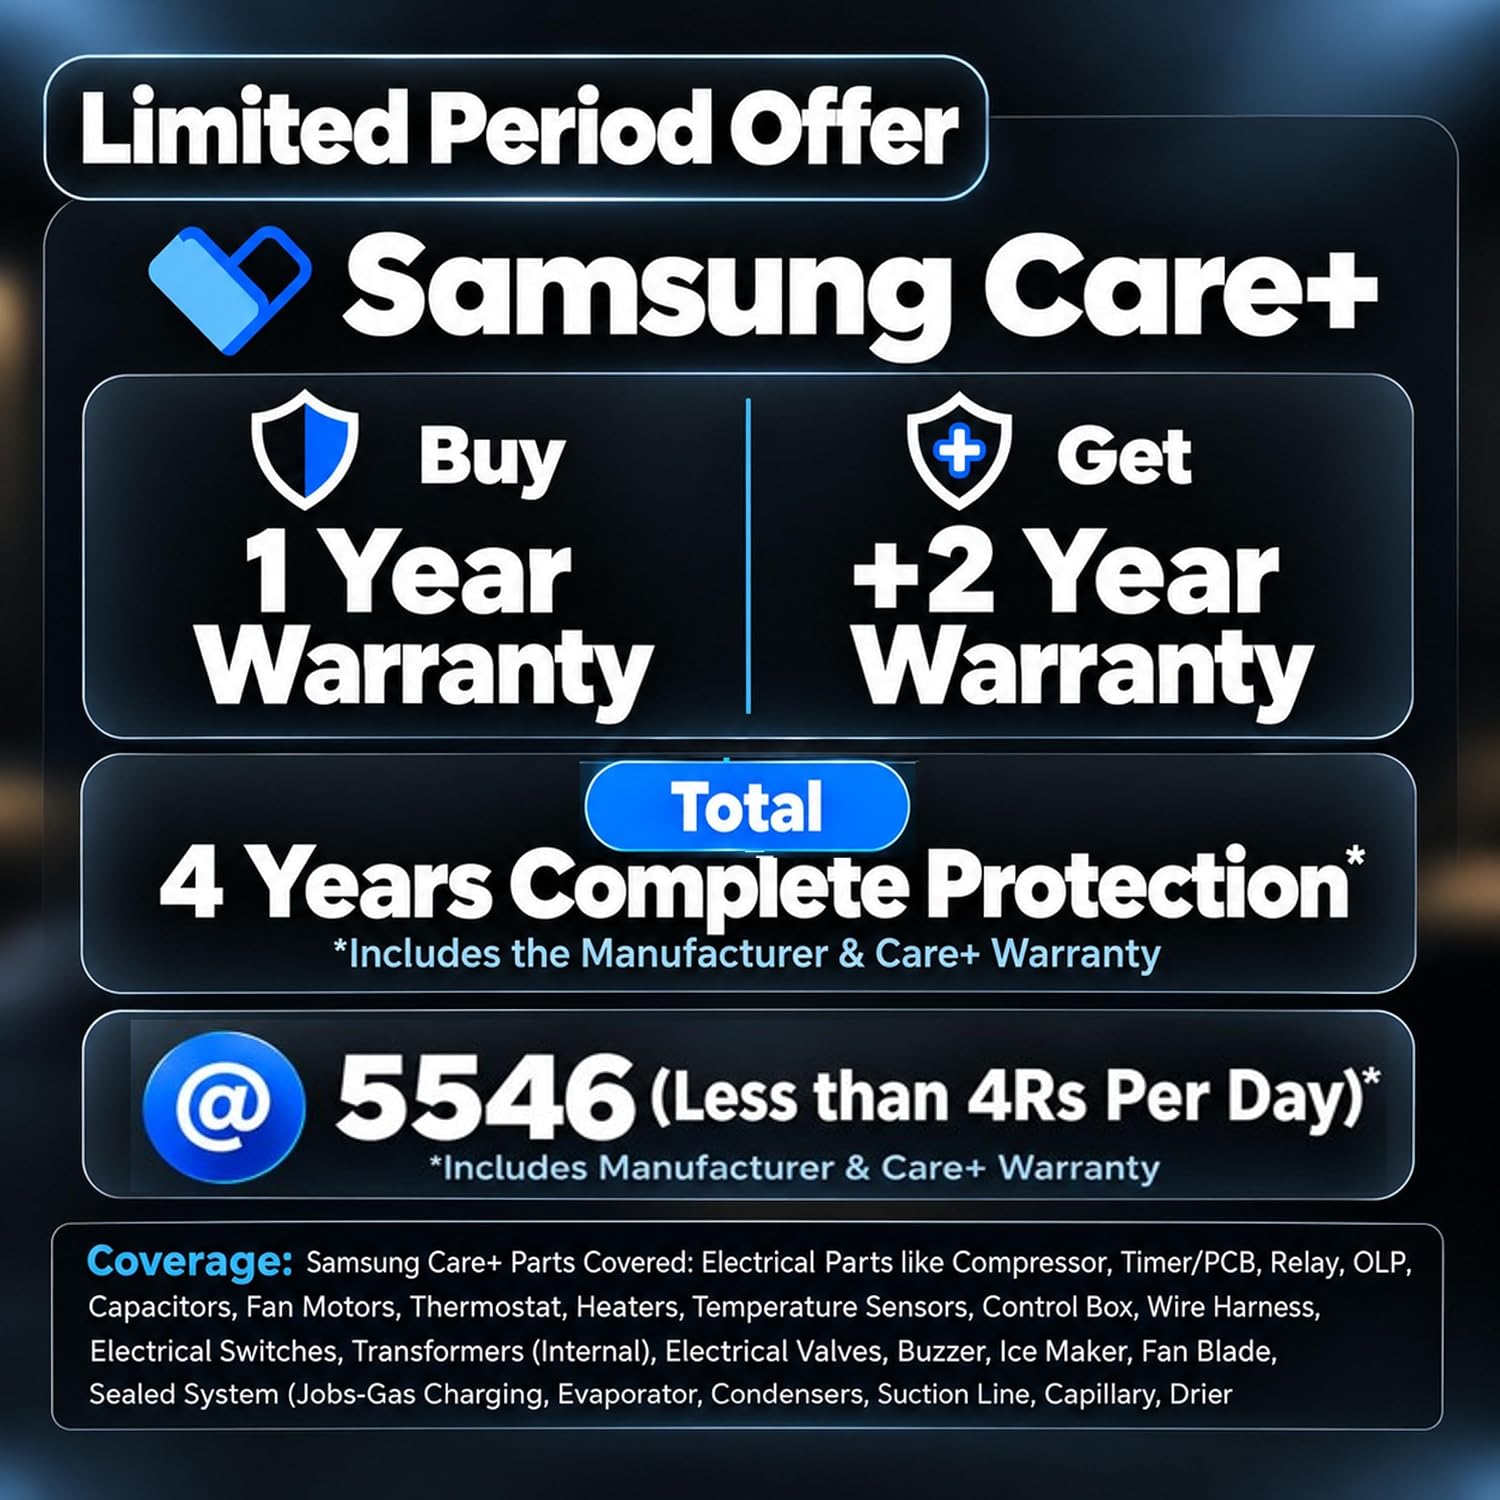 Limited Period Offer
Samsung Care+
Buy
1 Year
Warranty
Get
+2 Year
Warranty
Total
4 Years Complete Protection*
*Includes the Manufacturer & Care+ Warranty
@ 5546 (Less than 4Rs Per Day)*
*Includes Manufacturer & Care+ Warranty
Coverage: Samsung Care+ Parts Covered: Electrical Parts like Compressor, Timer/PCB, Relay, OLP,
Capacitors, Fan Motors, Thermostat, Heaters, Temperature Sensors, Control Box, Wire Harness,
Electrical Switches, Transformers (Internal), Electrical Valves, Buzzer, Ice Maker, Fan Blade,
Sealed System (Jobs-Gas Charging, Evaporator, Condensers, Suction Line, Capillary, Drier